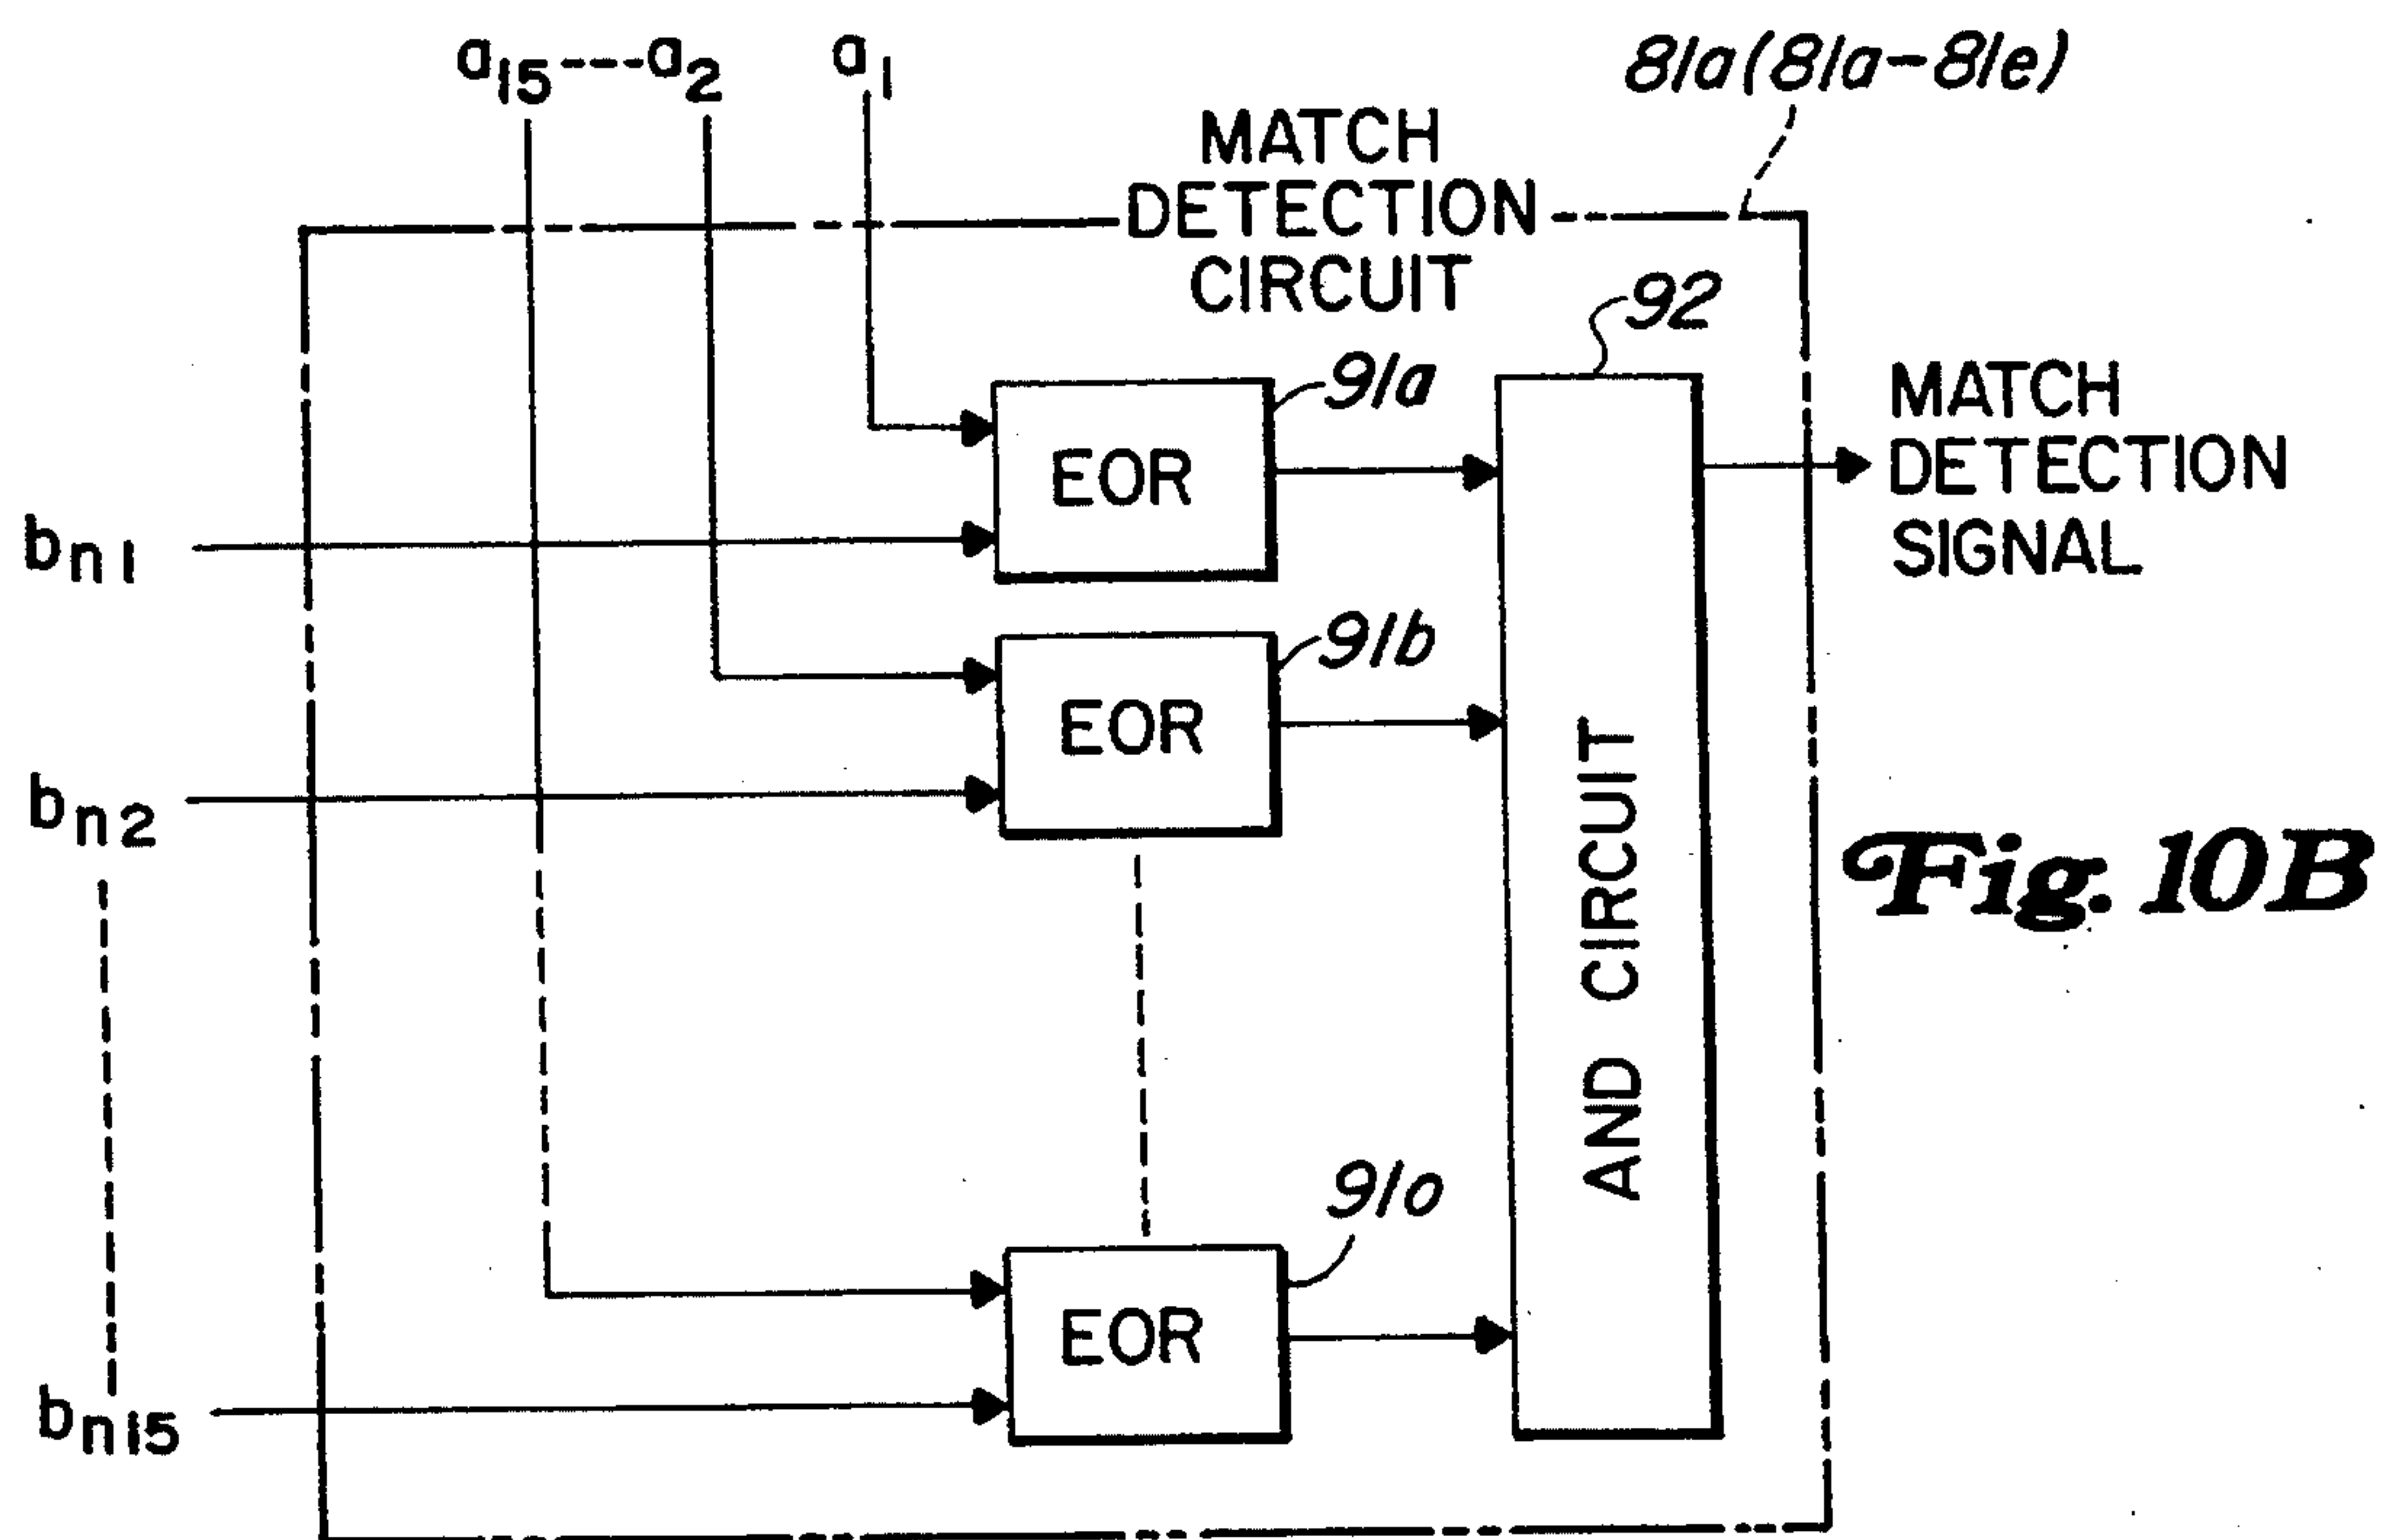 a15---a2 a1 81a(81a-81e)
MATCH
DETECTION
CIRCUIT
92
91a
MATCH
DETECTION
SIGNAL
EOR
bn1
91b
EOR
bn2
AND CIRCUIT
Fig. 10B
91o
EOR
bn15